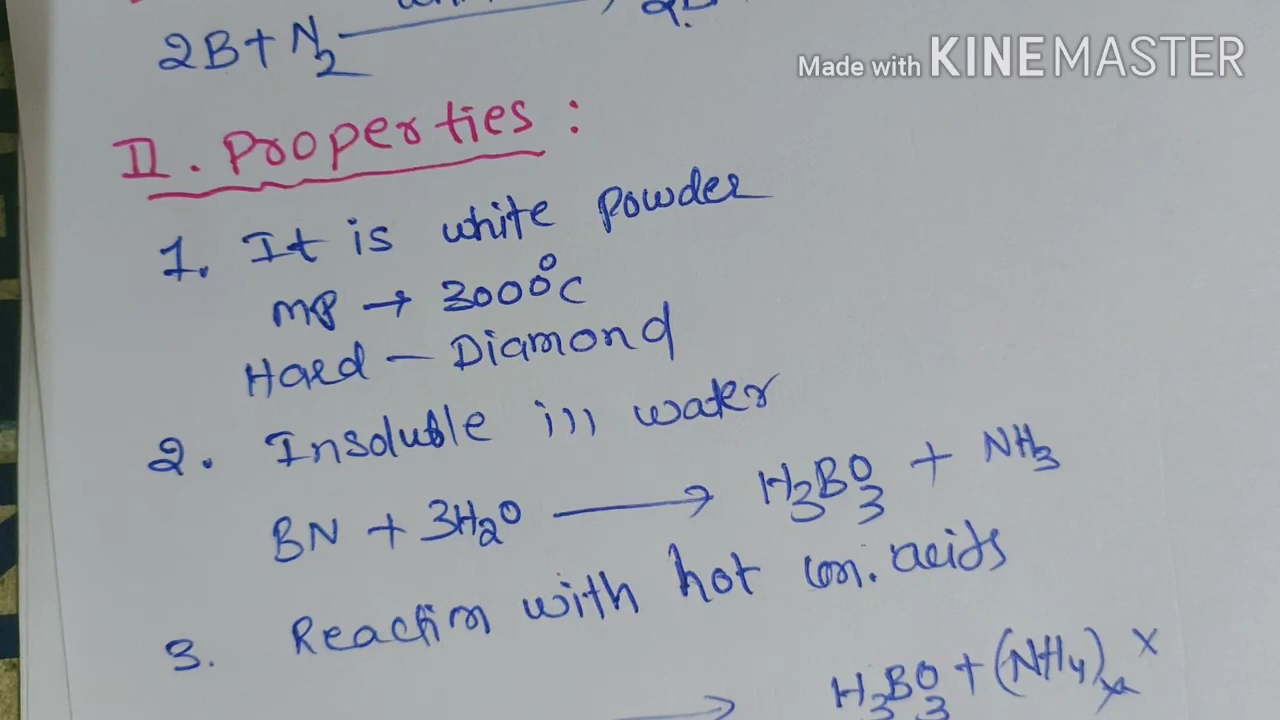 Made with KINEMASTER
2B + N2
II. Properties :
1. It is white powder
MP → 3000°C
Hard - Diamond
2. Insoluble in water
BN + 3H2O ⟶ H3BO3 + NH3
3. Reaction with hot con. acids
⟶ H3BO3 + (NH4)x X